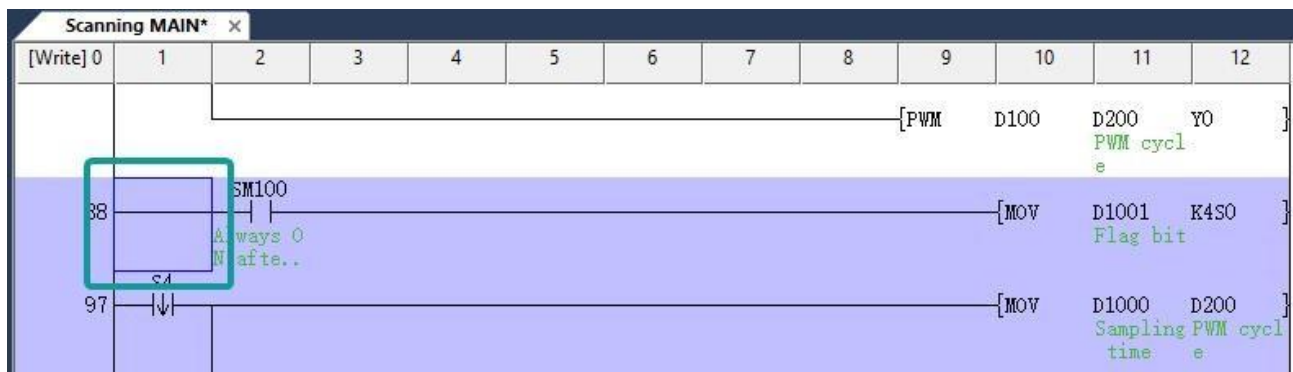 Scanning MAIN* ×
[Write] 0 1 2 3 4 5 6 7 8 9 10 11 12
[PWM D100 D200 Y0 ]
PWM cycl
e
SM100
88 [MOV D1001 K4S0 ]
Always O Flag bit
N afte..
S4
97 [MOV D1000 D200 ]
Sampling PWM cycl
time e